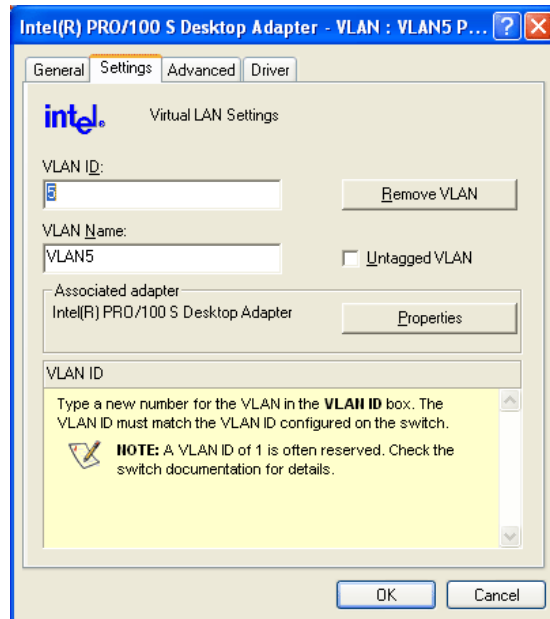 Intel(R) PRO/100 S Desktop Adapter - VLAN : VLAN5 P...
General Settings Advanced Driver
intel. Virtual LAN Settings
VLAN ID:
5
Remove VLAN
VLAN Name:
VLAN5
Untagged VLAN
Associated adapter
Intel(R) PRO/100 S Desktop Adapter
Properties
VLAN ID
Type a new number for the VLAN in the VLAN ID box. The
VLAN ID must match the VLAN ID configured on the switch.
NOTE: A VLAN ID of 1 is often reserved. Check the
switch documentation for details.
OK Cancel